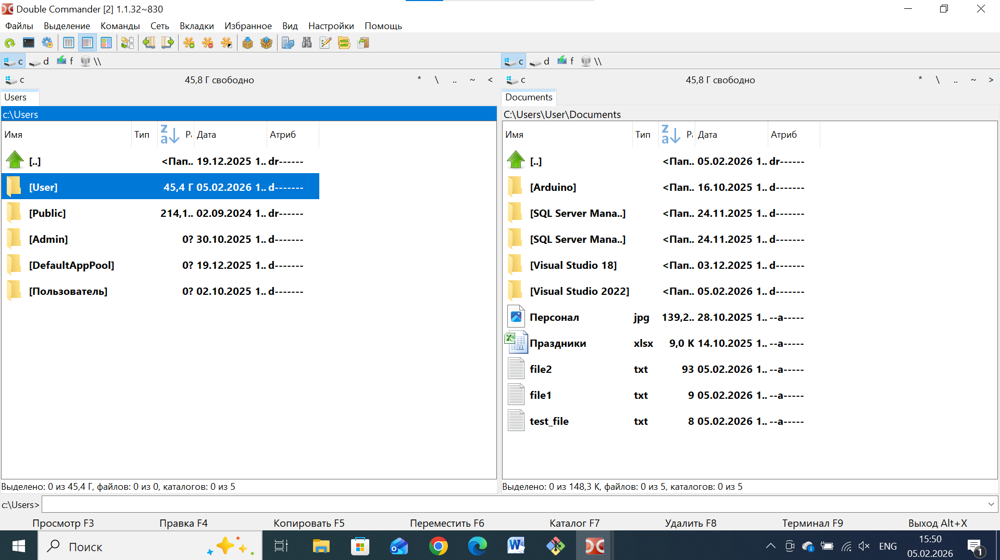 Double Commander [2] 1.1.32~830
Файлы Выделение Команды Сеть Вкладки Избранное Вид Настройки Помощь
c d f \\
c d f \\
c 45,8 Г свободно * \ .. ~ <
c 45,8 Г свободно * \ .. ~ >
Users
Documents
c:\Users
C:\Users\User\Documents
Имя Тип Дата Атриб
[..] <Пап.. 19.12.2025 1.. dr------
[User] 45,4 Г 05.02.2026 1.. d-------
[Public] 214,1.. 02.09.2024 1.. dr------
[Admin] 0? 30.10.2025 1.. d-------
[DefaultAppPool] 0? 19.12.2025 1.. d-------
[Пользователь] 0? 02.10.2025 1.. d-------
Имя Тип Дата Атриб
[..] <Пап.. 05.02.2026 1.. dr------
[Arduino] <Пап.. 16.10.2025 1.. d-------
[SQL Server Mana..] <Пап.. 24.11.2025 1.. d-------
[SQL Server Mana..] <Пап.. 24.11.2025 1.. d-------
[Visual Studio 18] <Пап.. 03.12.2025 1.. d-------
[Visual Studio 2022] <Пап.. 05.02.2026 1.. d-------
Персонал jpg 139,2.. 28.10.2025 1.. --a-----
Праздники xlsx 9,0 K 14.10.2025 1.. --a-----
file2 txt 93 05.02.2026 1.. --a-----
file1 txt 9 05.02.2026 1.. --a-----
test_file txt 8 05.02.2026 1.. --a-----
Выделено: 0 из 45,4 Г, файлов: 0 из 0, каталогов: 0 из 5
Выделено: 0 из 148,3 K, файлов: 0 из 5, каталогов: 0 из 5
c:\Users>
Просмотр F3 Правка F4 Копировать F5 Переместить F6 Каталог F7 Удалить F8 Терминал F9 Выход Alt+X
Поиск
ENG
15:50
05.02.2026
1